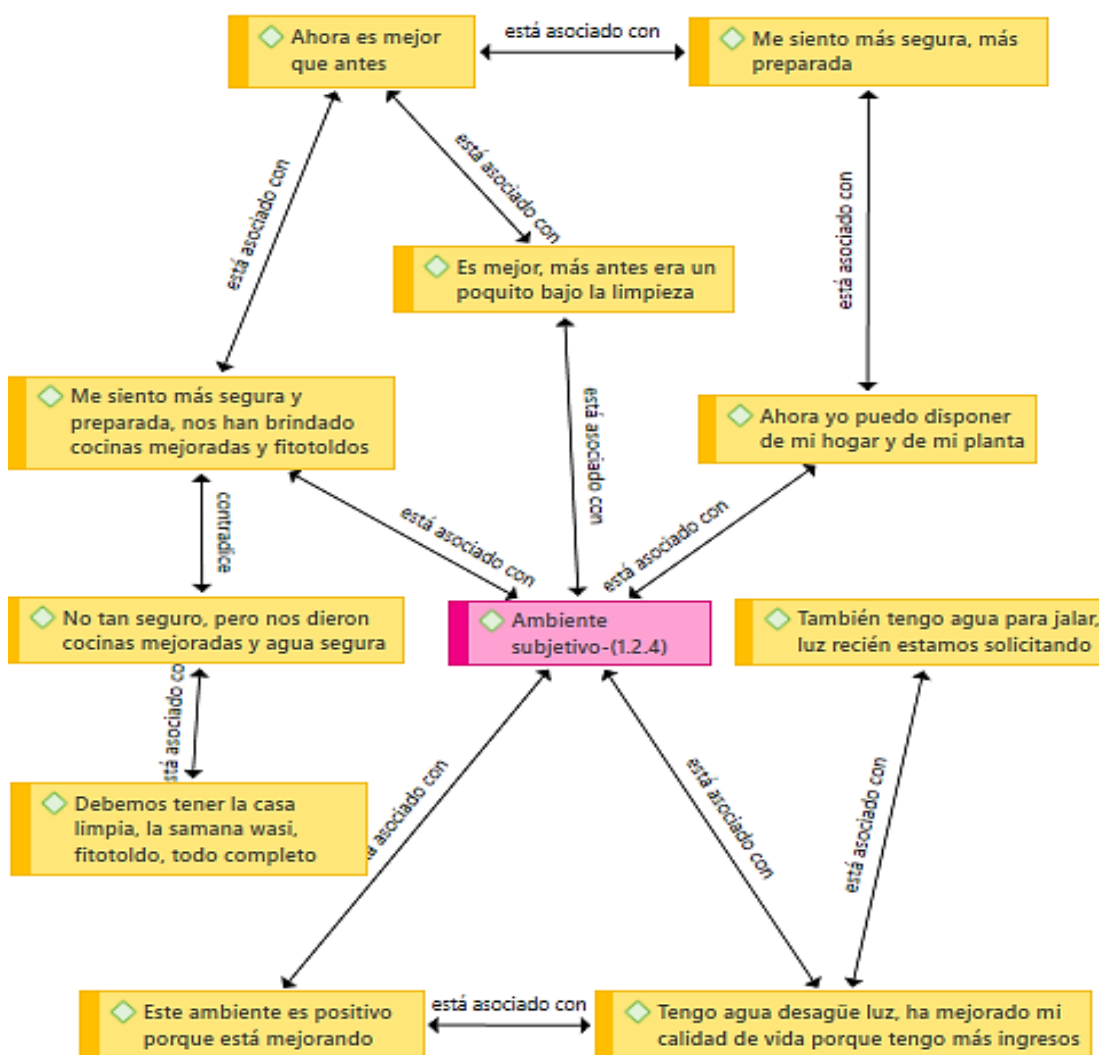 Ahora es mejor
que antes
está asociado con
Me siento más segura, más
preparada
está asociado con
está asociado con
está asociado con
Es mejor, más antes era un
poquito bajo la limpieza
Me siento más segura y
preparada, nos han brindado
cocinas mejoradas y fitotoldos
Ahora yo puedo disponer
de mi hogar y de mi planta
está asociado con
contradice
está asociado con
está asociado con
No tan seguro, pero nos dieron
cocinas mejoradas y agua segura
Ambiente
subjetivo-(1.2.4)
También tengo agua para jalar,
luz recién estamos solicitando
stá asociado co
Debemos tener la casa
limpia, la samana wasi,
fitotoldo, todo completo
á asociado con
está asociado con
está asociado con
Este ambiente es positivo
porque está mejorando
está asociado con
Tengo agua desagüe luz, ha mejorado mi
calidad de vida porque tengo más ingresos